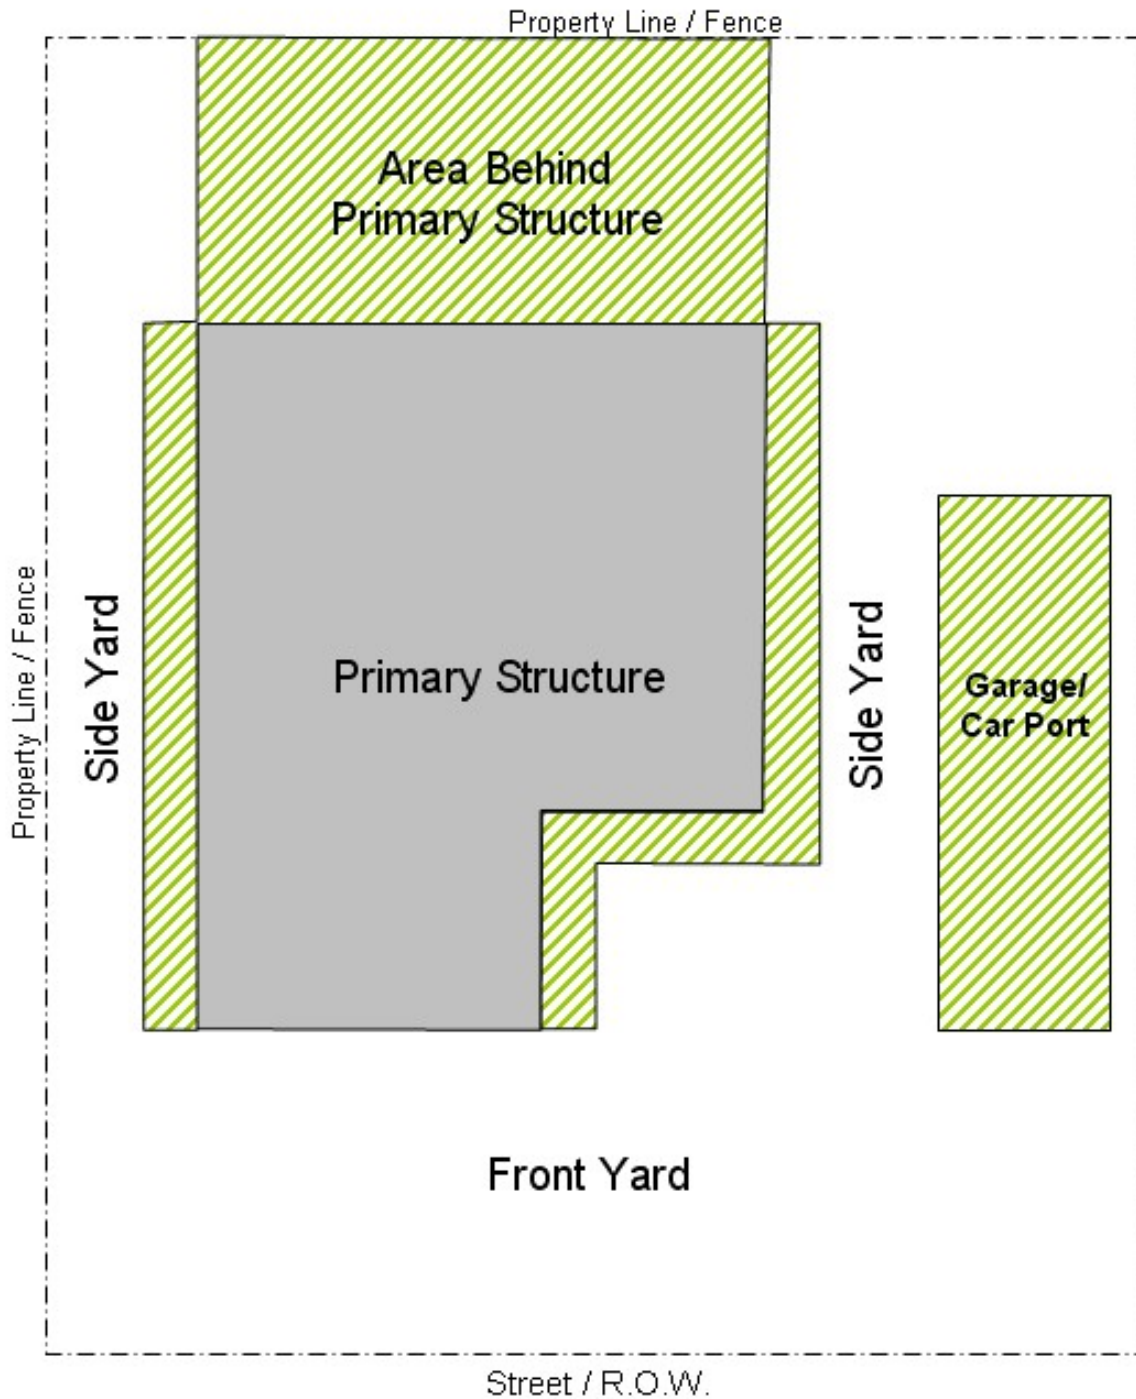 Property Line / Fence
Area Behind
Primary Structure
Property Line / Fence
Side Yard
Primary Structure
Side Yard
Garage/
Car Port
Front Yard
Street / R.O.W.